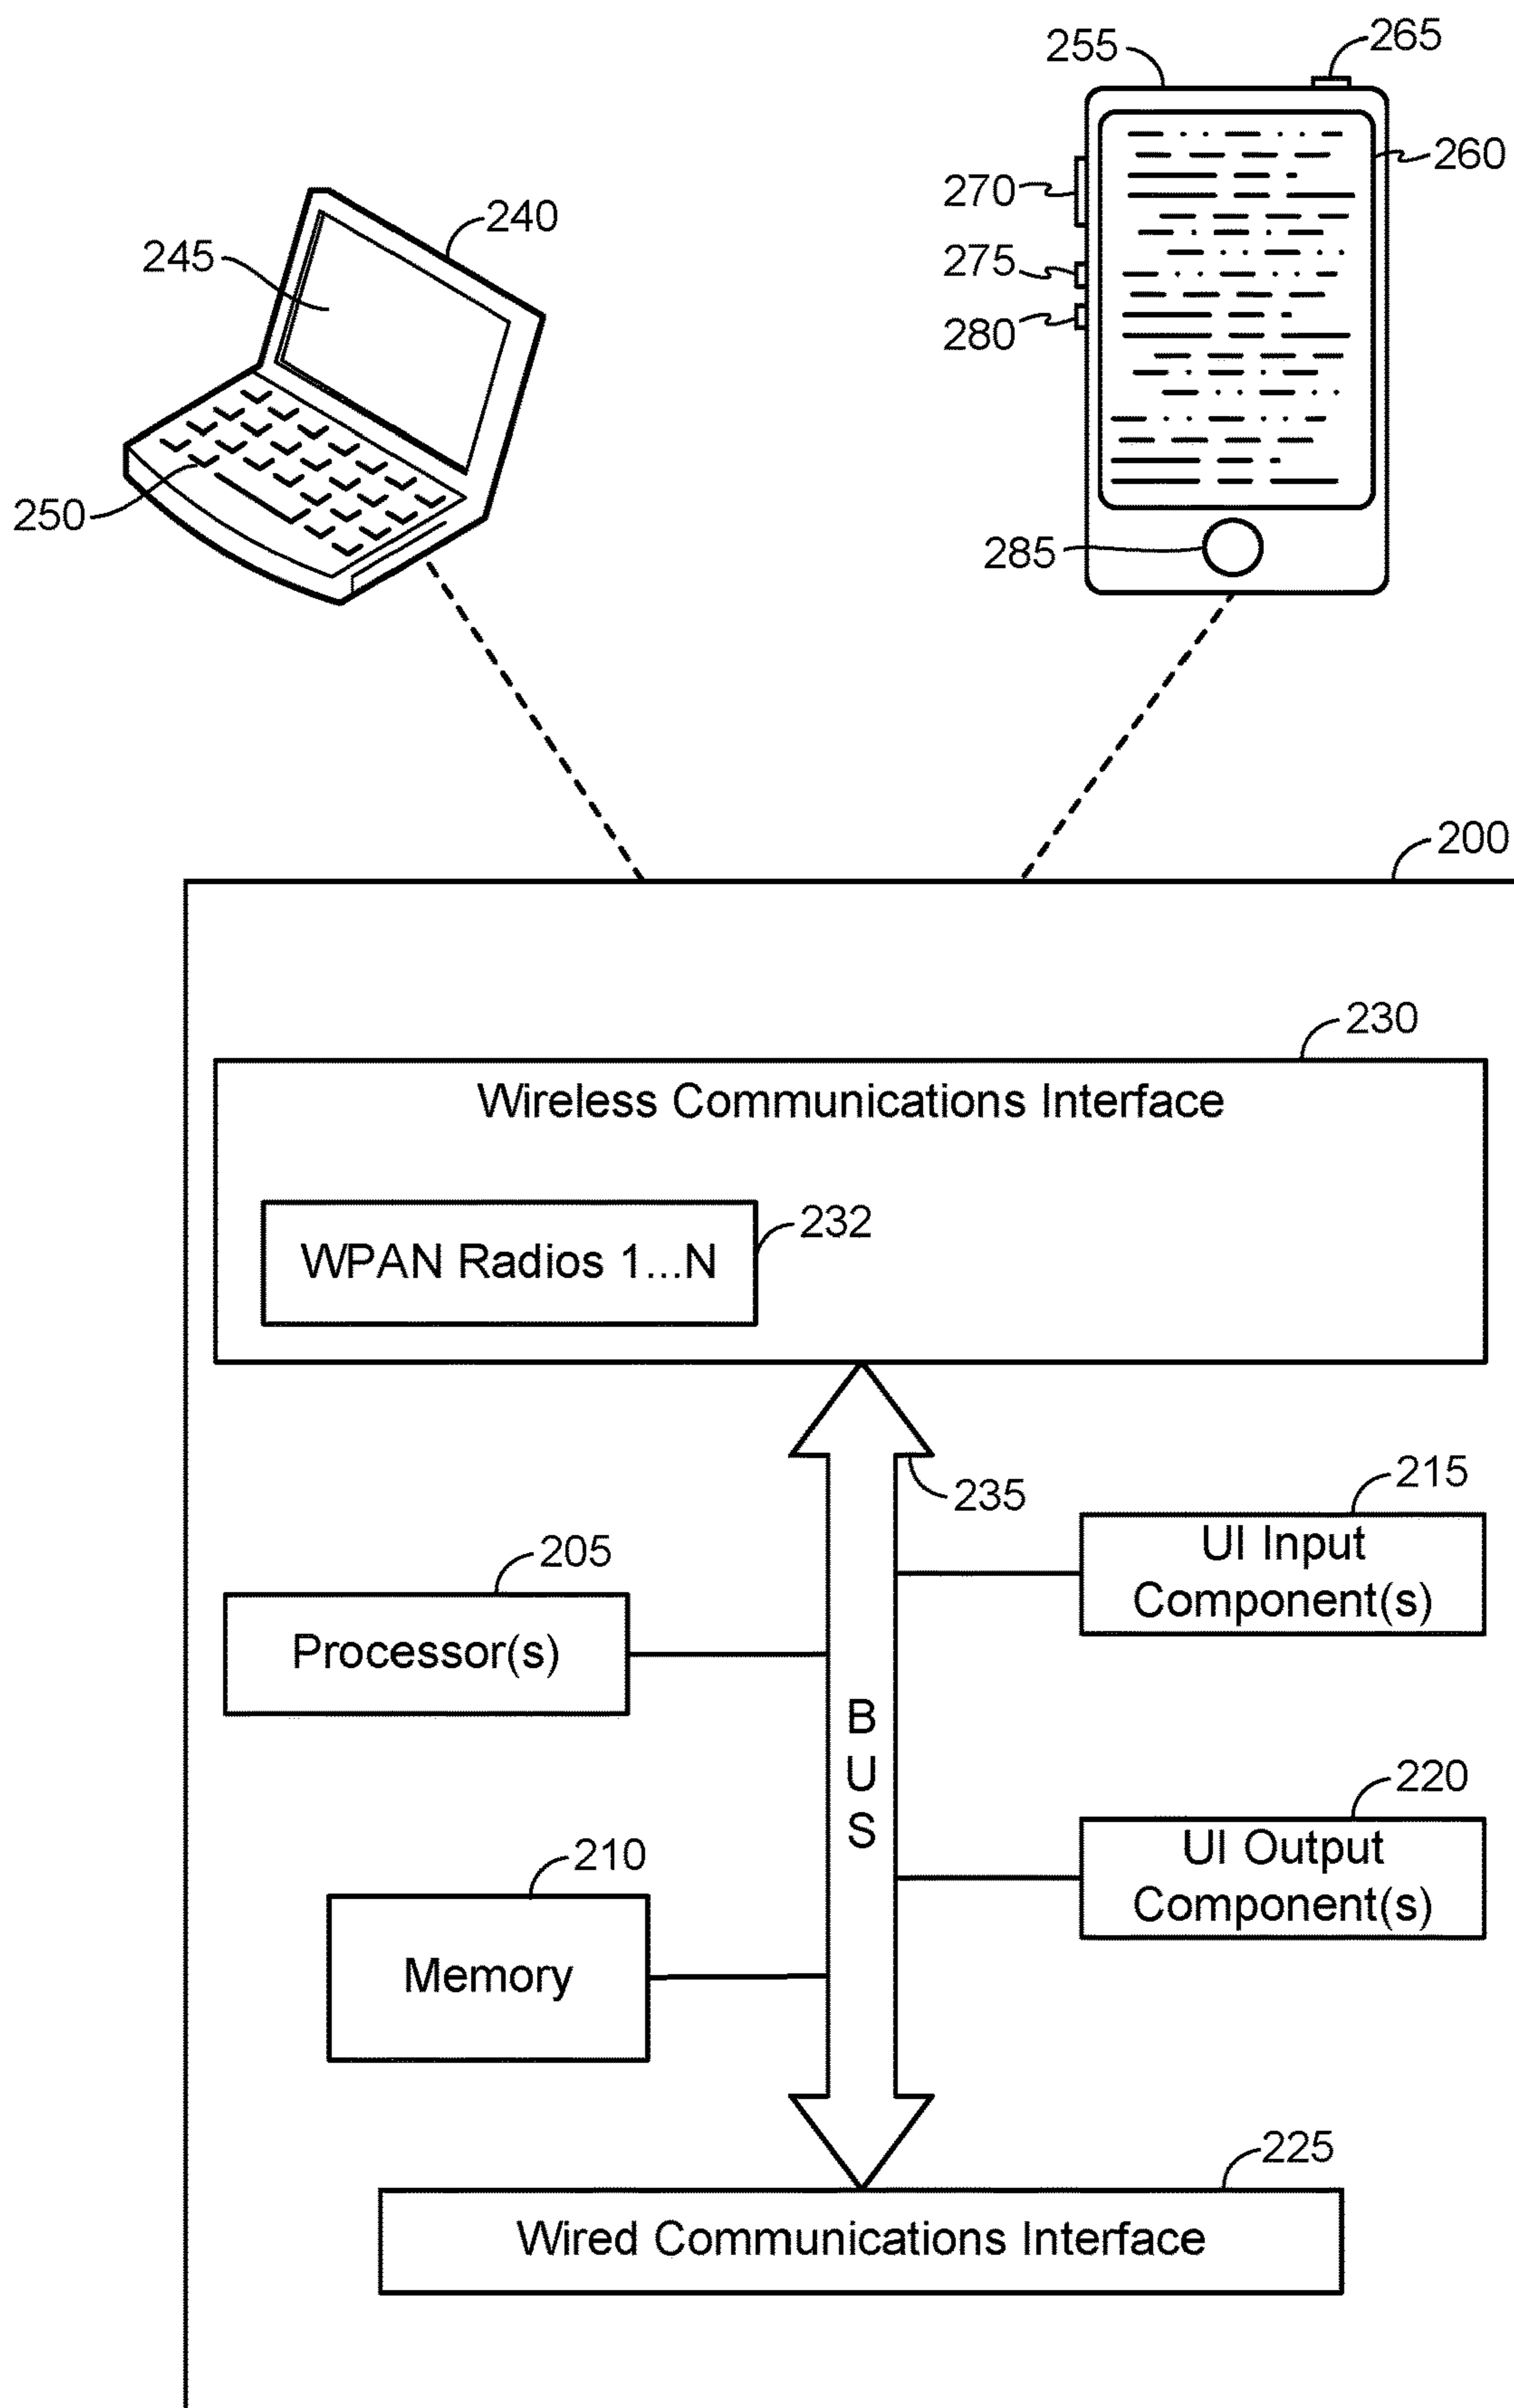 265
255
260
270
240
245
275
280
250
285
200
230
Wireless Communications Interface
232
WPAN Radios 1...N
235
215
UI Input
Component(s)
205
Processor(s)
BUS
220
UI Output
Component(s)
210
Memory
225
Wired Communications Interface